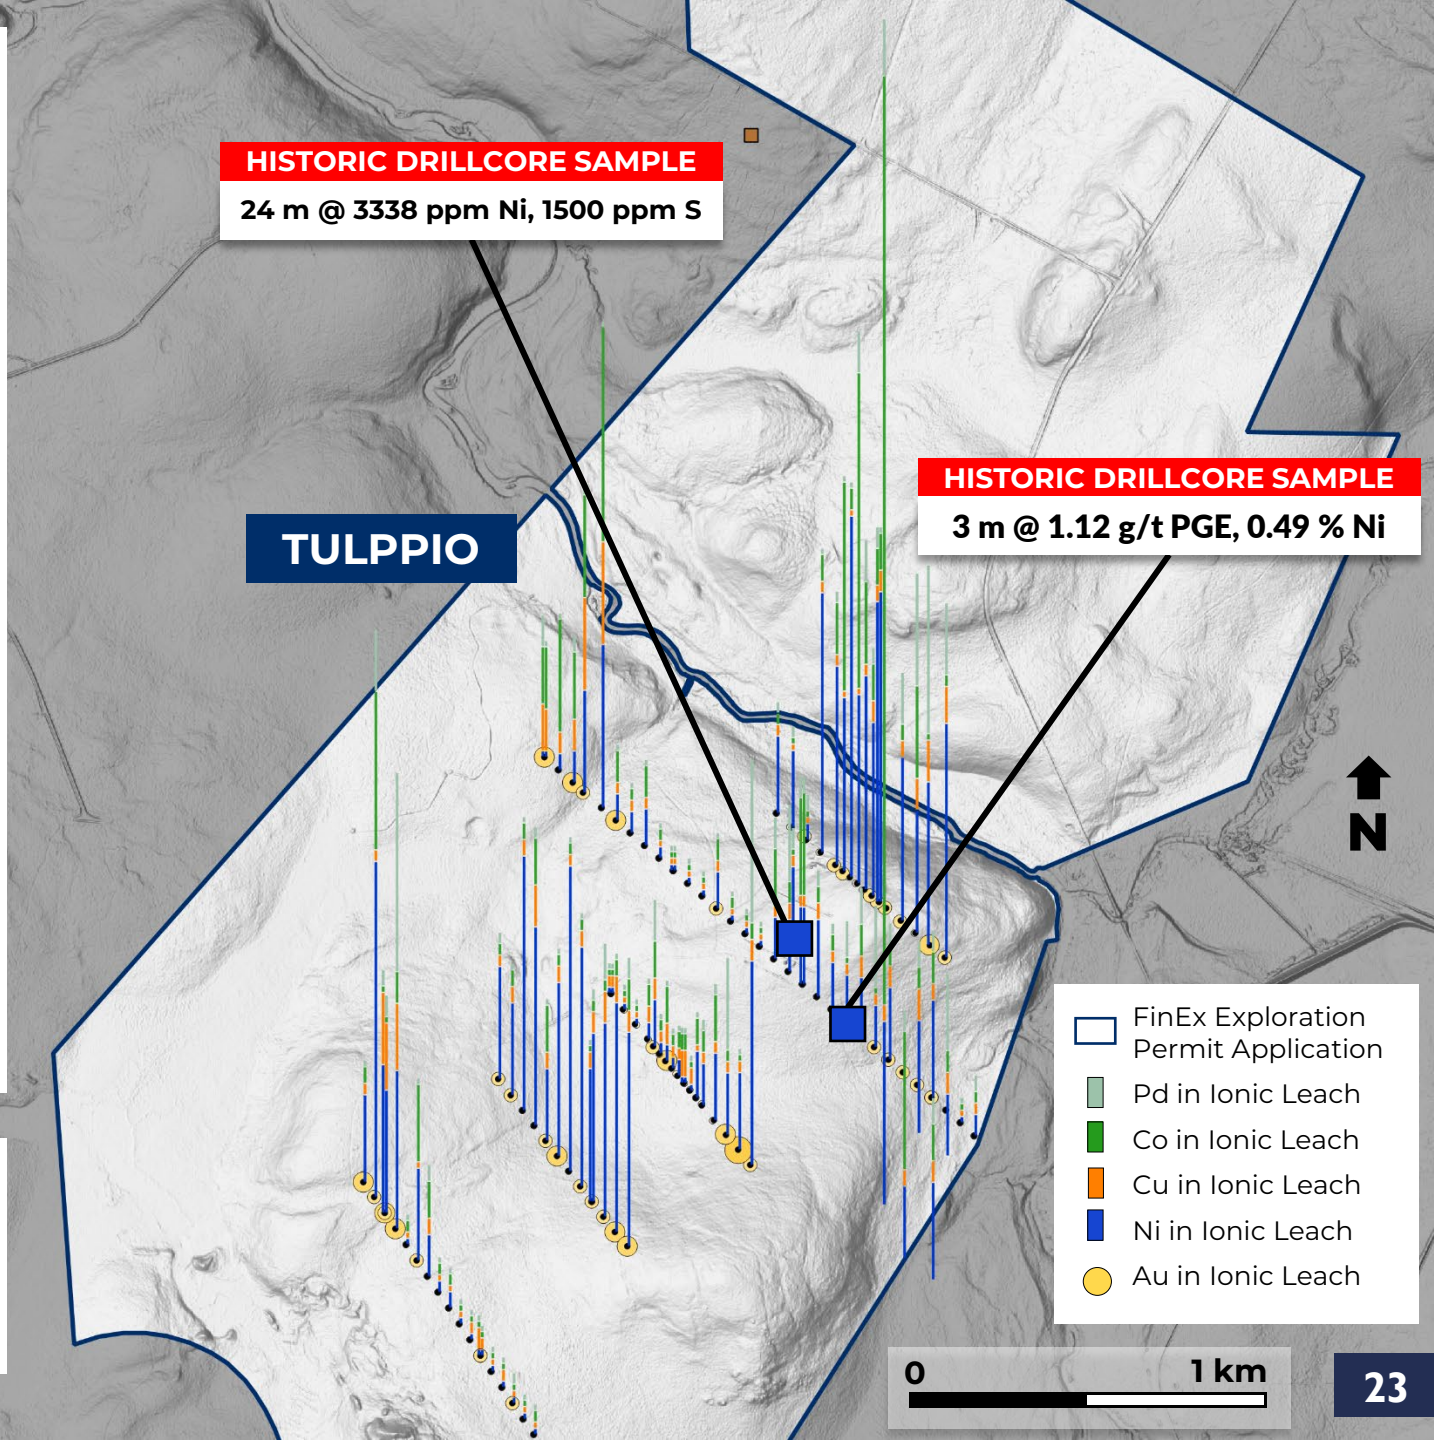 HISTORIC DRILLCORE SAMPLE
24 m @ 3338 ppm Ni, 1500 ppm S
HISTORIC DRILLCORE SAMPLE
3 m @ 1.12 g/t PGE, 0.49 % Ni
TULPPIO
N
FinEx Exploration
Permit Application
Pd in Ionic Leach
Co in Ionic Leach
Cu in Ionic Leach
Ni in Ionic Leach
Au in Ionic Leach
0 1 km
23